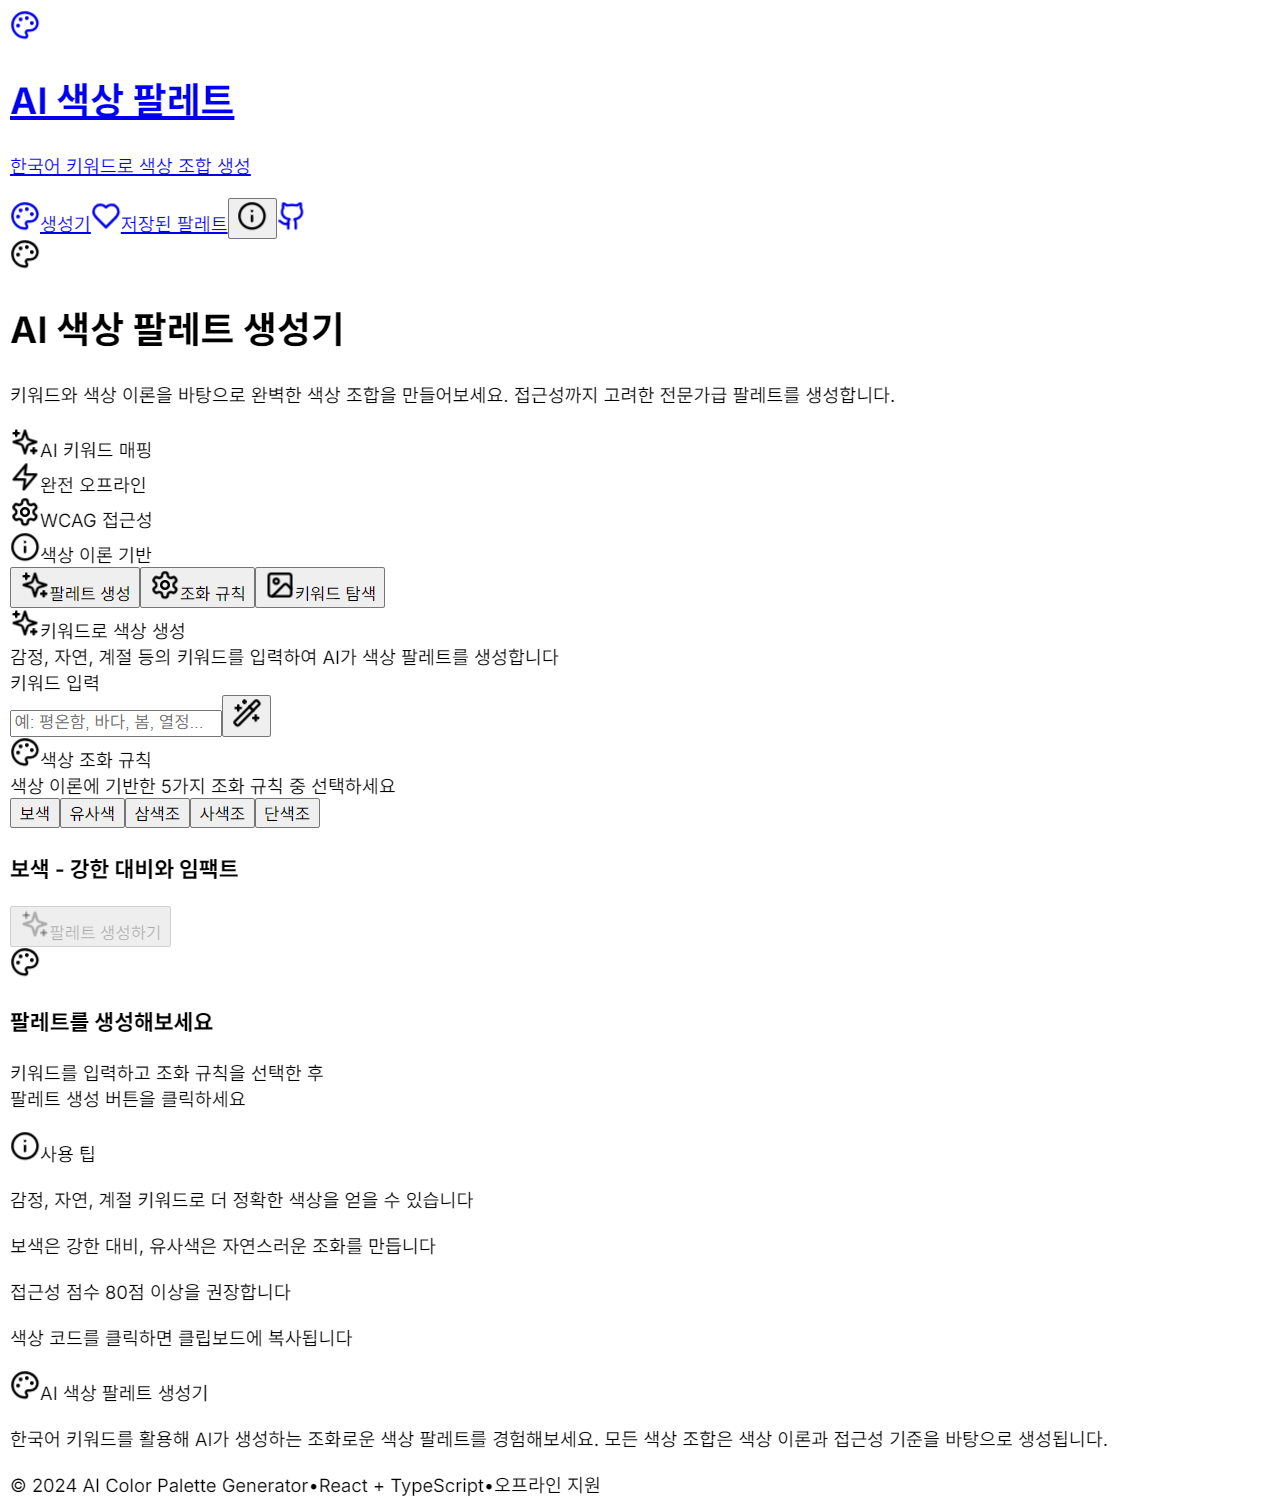 AI 색상 팔레트
한국어 키워드로 색상 조합 생성
생성기 저장된 팔레트
AI 색상 팔레트 생성기
키워드와 색상 이론을 바탕으로 완벽한 색상 조합을 만들어보세요. 접근성까지 고려한 전문가급 팔레트를 생성합니다.
AI 키워드 매핑
완전 오프라인
WCAG 접근성
색상 이론 기반
팔레트 생성 조화 규칙 키워드 탐색
키워드로 색상 생성
감정, 자연, 계절 등의 키워드를 입력하여 AI가 색상 팔레트를 생성합니다
키워드 입력
예: 평온함, 바다, 봄, 열정...
색상 조화 규칙
색상 이론에 기반한 5가지 조화 규칙 중 선택하세요
보색 유사색 삼색조 사색조 단색조
보색 - 강한 대비와 임팩트
팔레트 생성하기
팔레트를 생성해보세요
키워드를 입력하고 조화 규칙을 선택한 후
팔레트 생성 버튼을 클릭하세요
사용 팁
감정, 자연, 계절 키워드로 더 정확한 색상을 얻을 수 있습니다
보색은 강한 대비, 유사색은 자연스러운 조화를 만듭니다
접근성 점수 80점 이상을 권장합니다
색상 코드를 클릭하면 클립보드에 복사됩니다
AI 색상 팔레트 생성기
한국어 키워드를 활용해 AI가 생성하는 조화로운 색상 팔레트를 경험해보세요. 모든 색상 조합은 색상 이론과 접근성 기준을 바탕으로 생성됩니다.
© 2024 AI Color Palette Generator•React + TypeScript•오프라인 지원